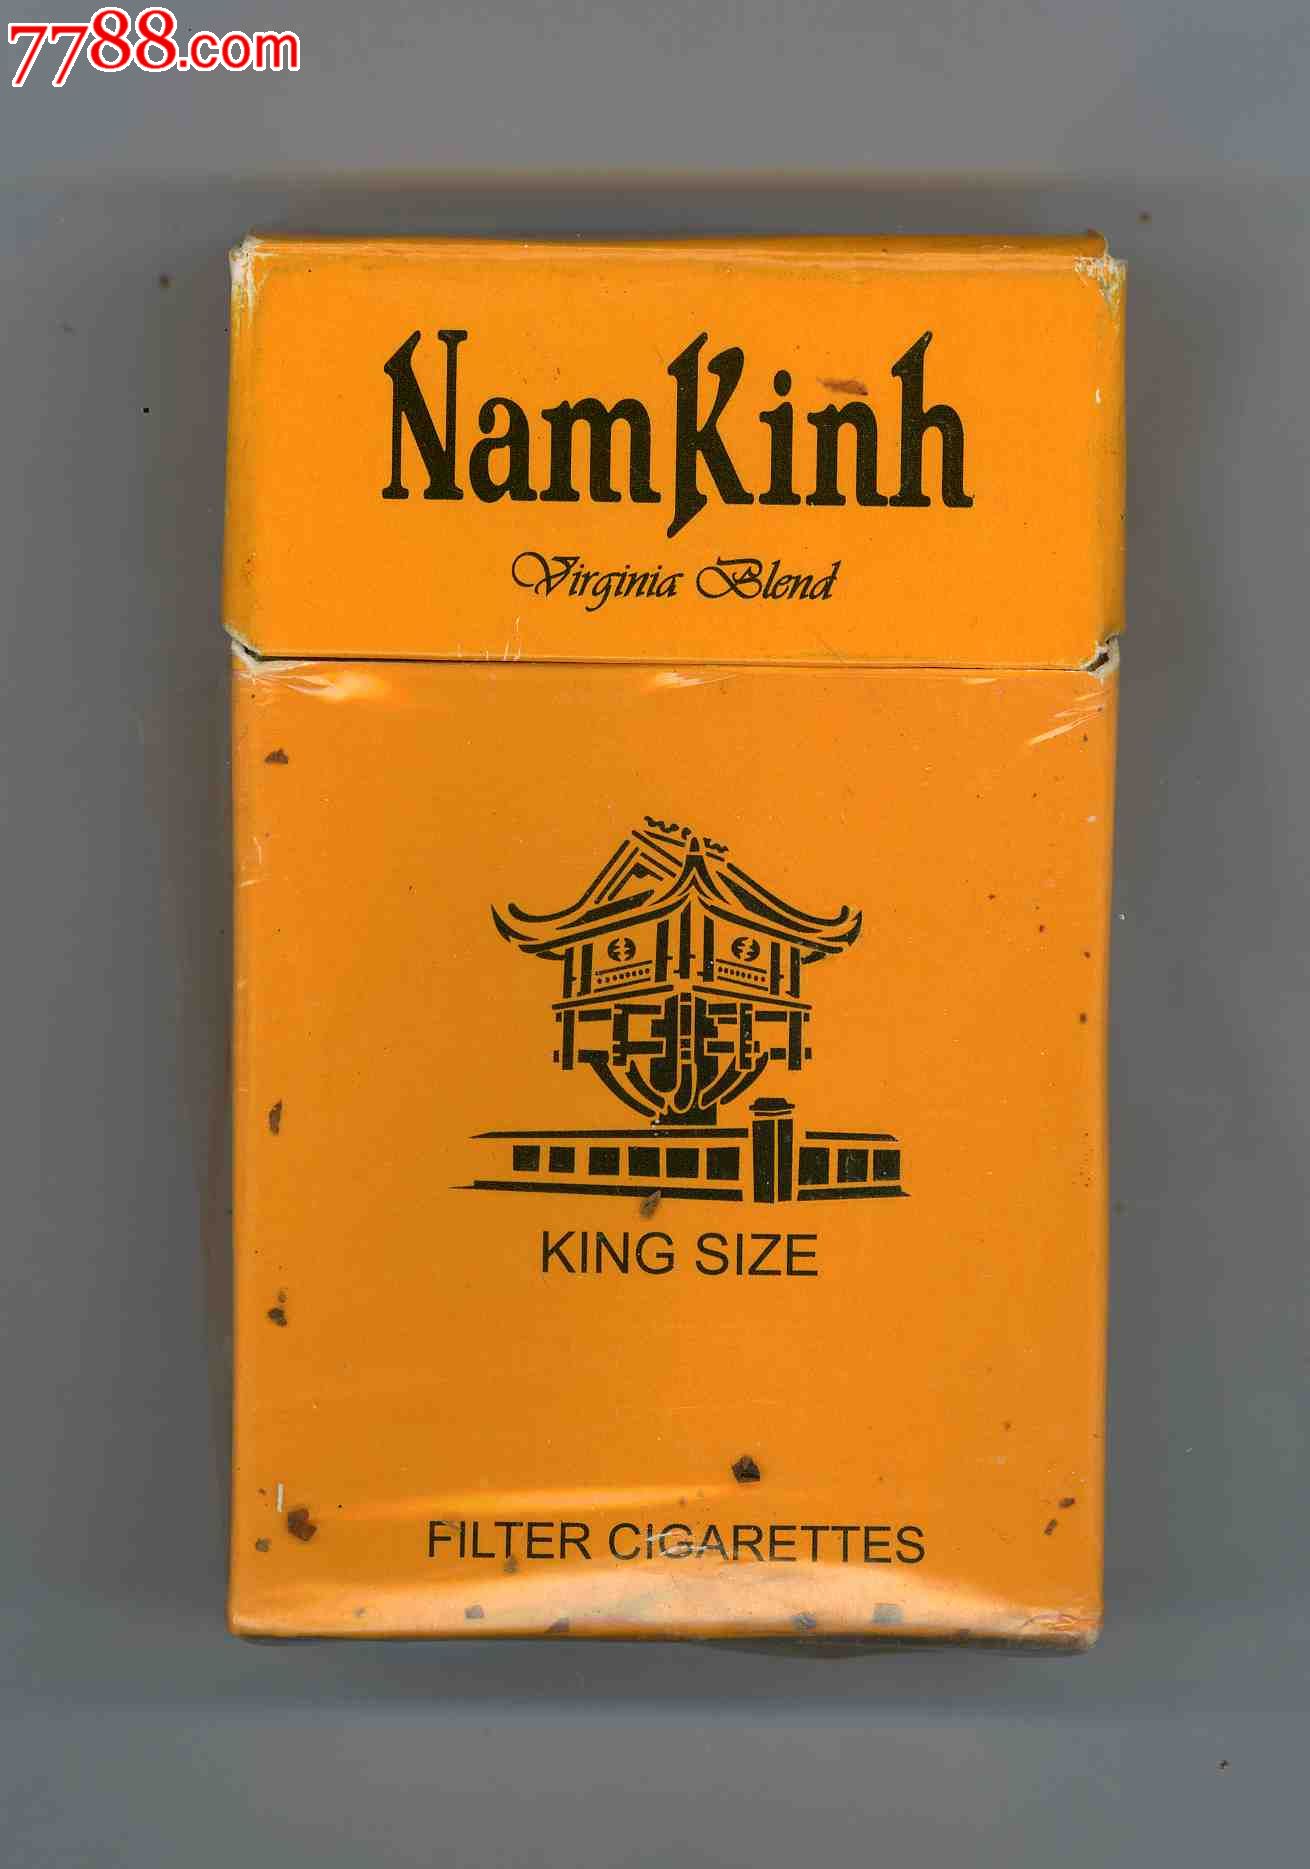 7788.com
NamKinh
Virginia Blend
KING SIZE
FILTER CIGARETTES